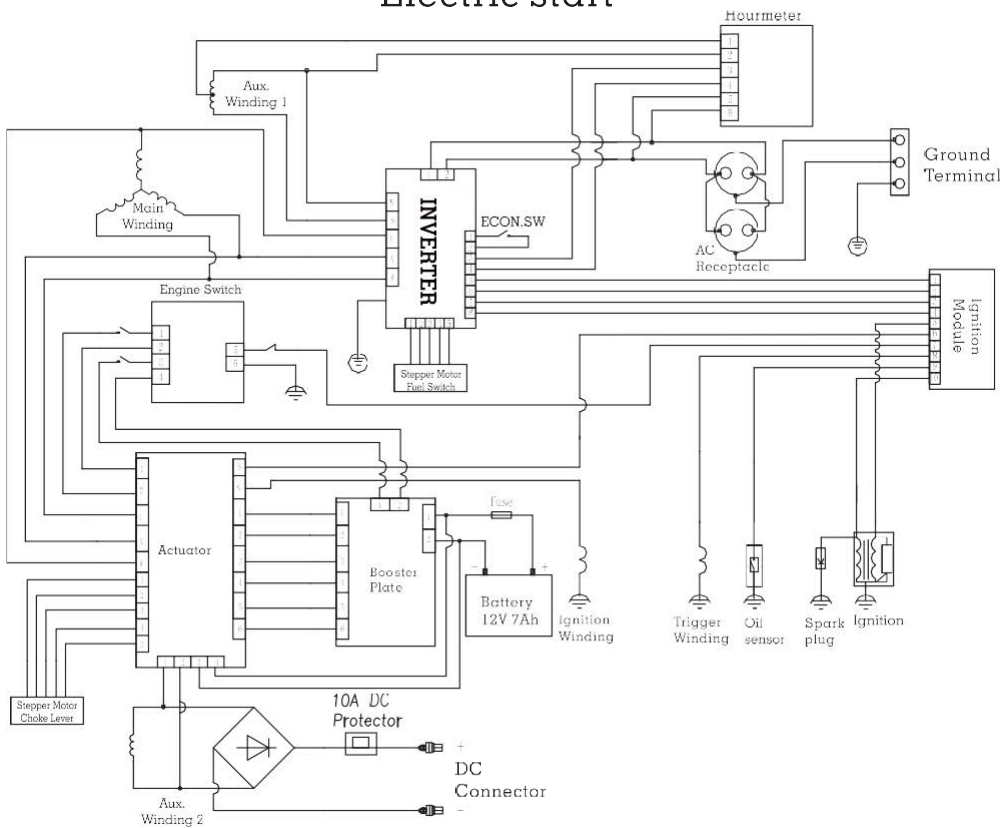 Electric start
Hourmeter
Aux.
Winding 1
Ground
Terminal
Main
Winding
INVERTER
ECON.SW
AC
Receptacle
Engine Switch
Ignition
Module
Stepper Motor
Fuel Switch
Actuator
Fuse
Booster
Plate
Battery
12V 7Ah
- +
Ignition
Winding
Trigger
Winding
Oil
sensor
Spark
plug
Ignition
Stepper Motor
Choke Lever
10A DC
Protector
+
DC
Connector
-
Aux.
Winding 2